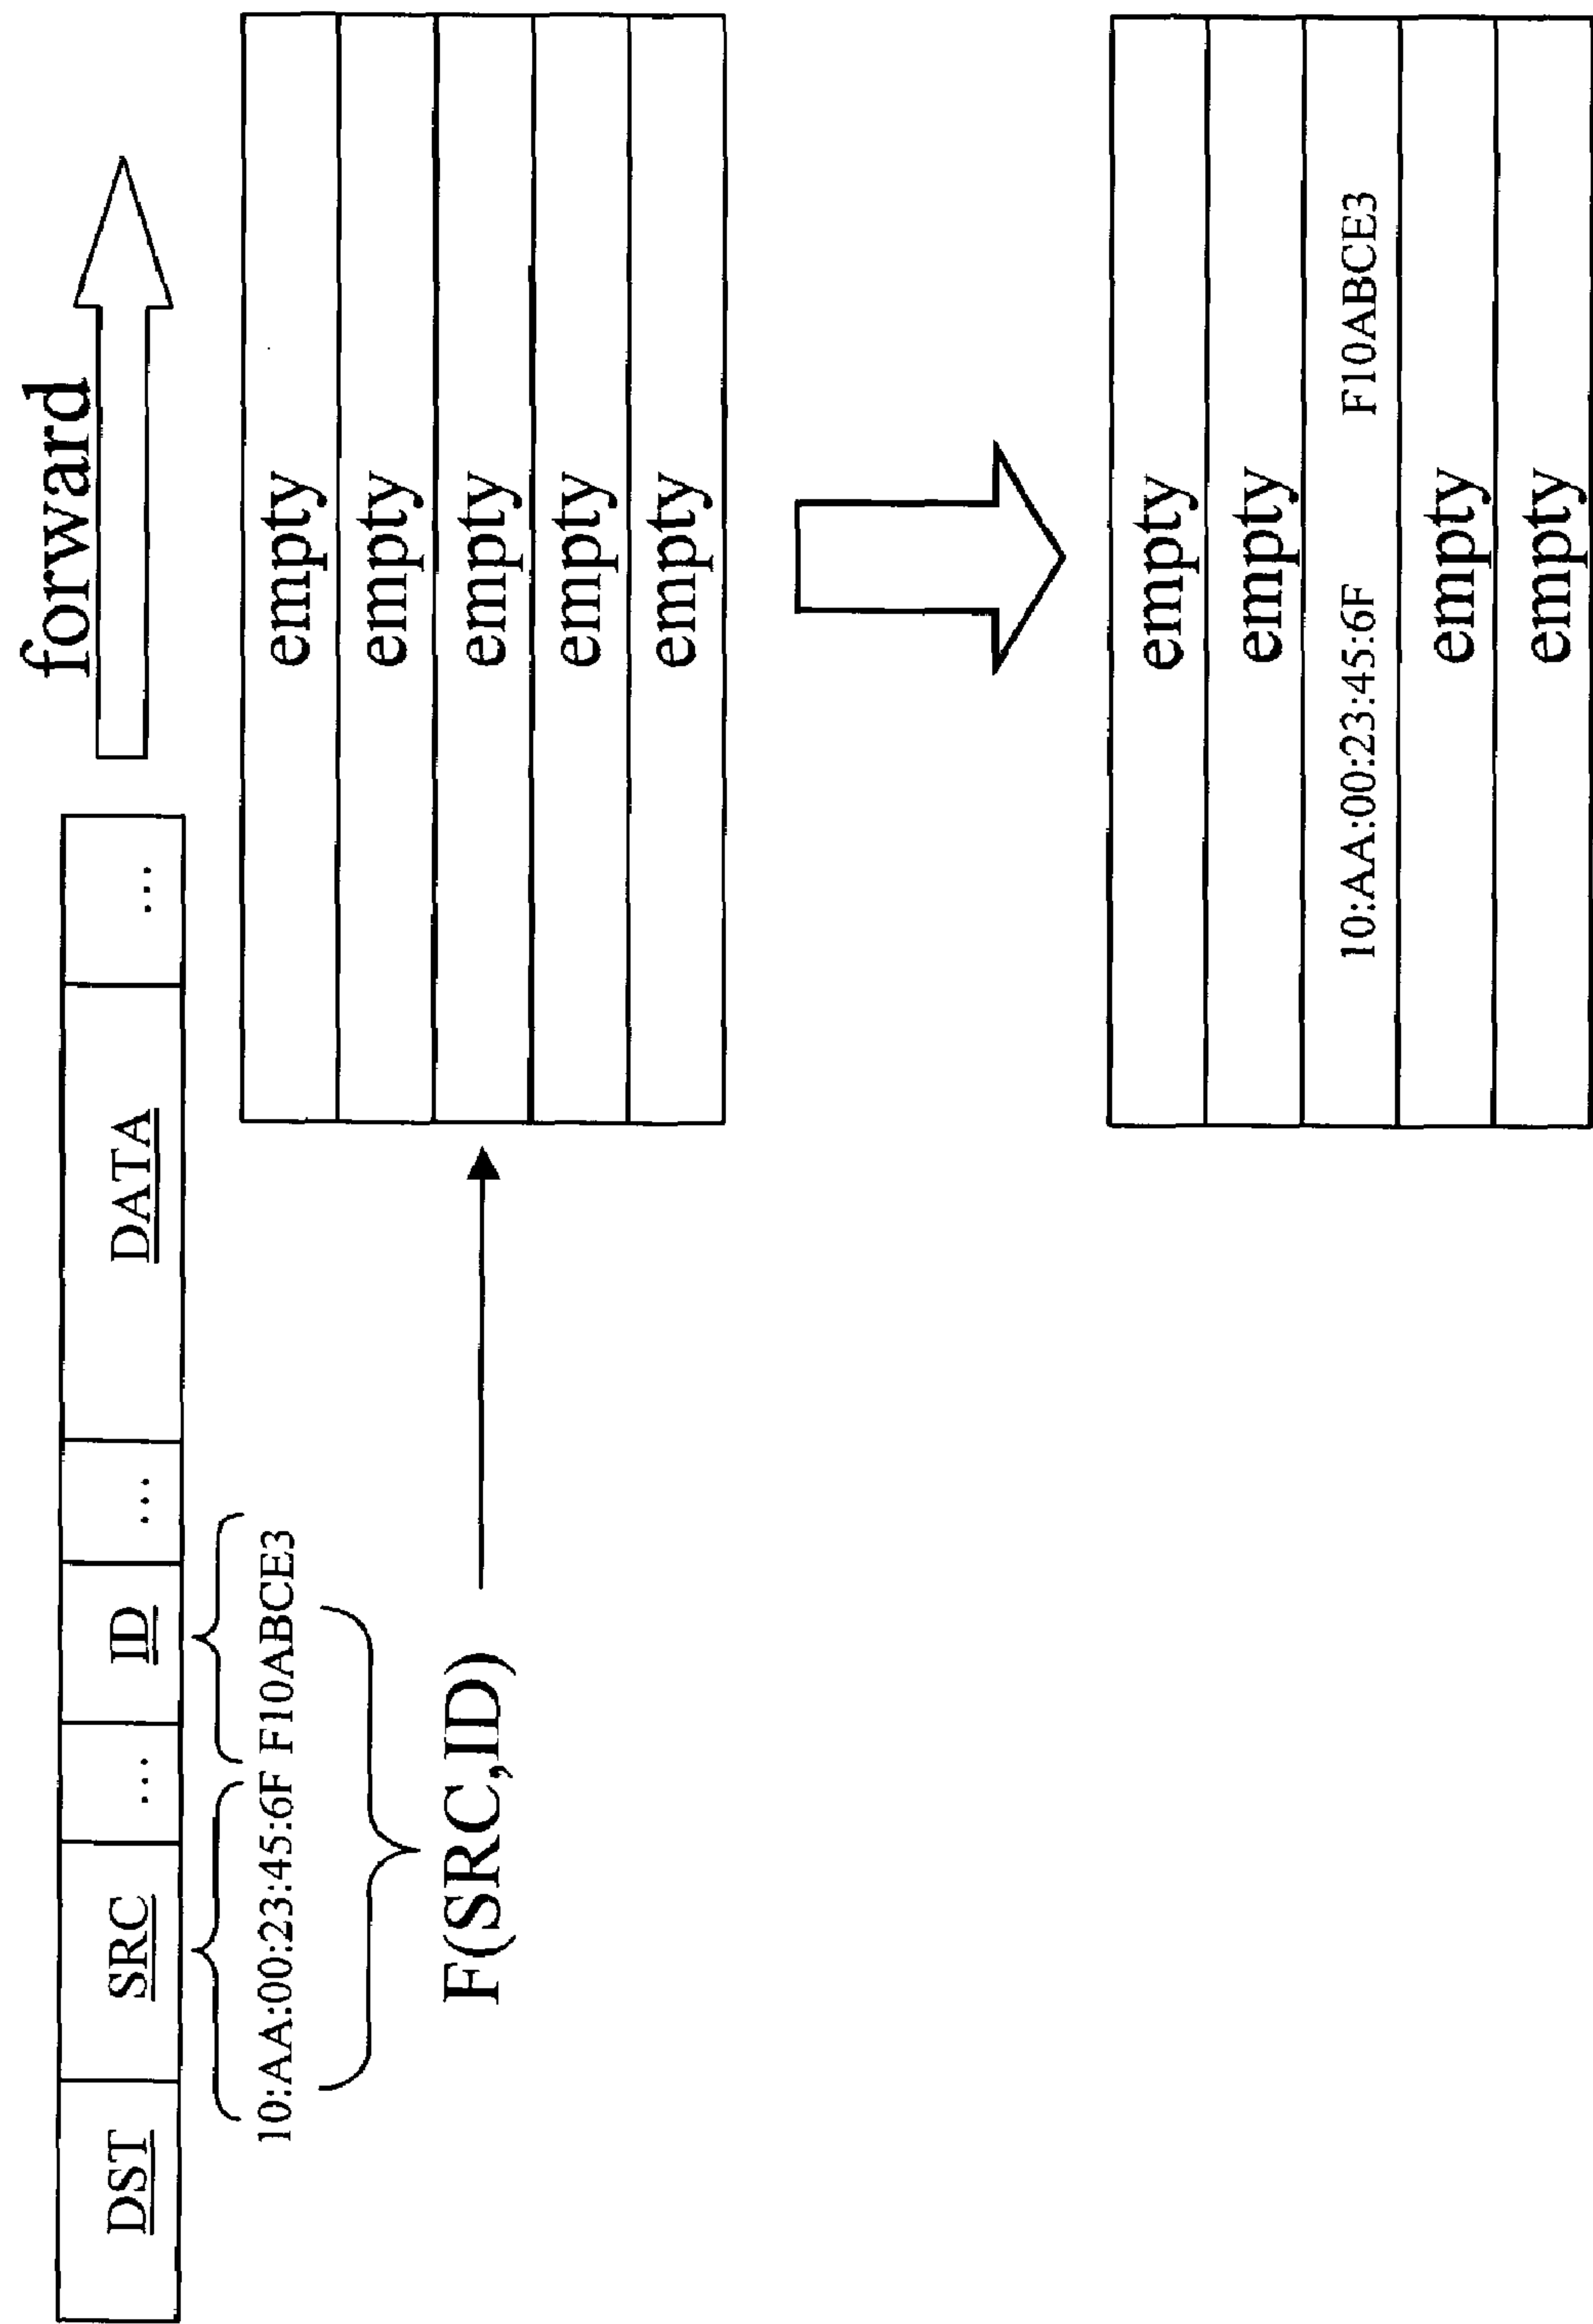 DST SRC ... ID ... DATA ...
forward
10:AA:00:23:45:6F F10ABCE3
F(SRC,ID)
empty
empty
empty
empty
empty
empty
empty
10:AA:00:23:45:6F F10ABCE3
empty
empty